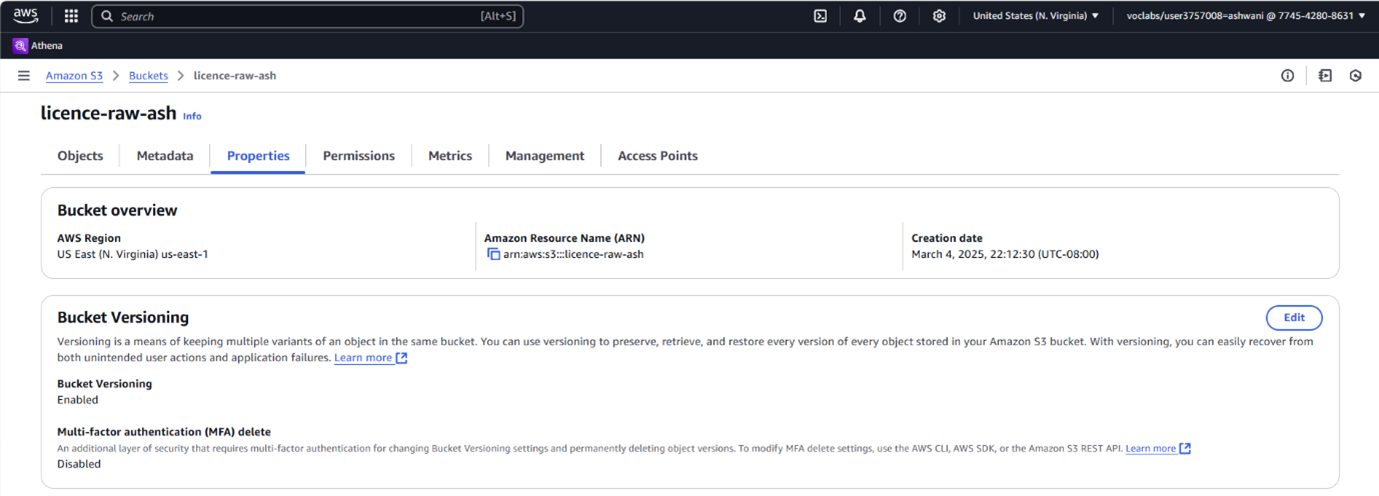 aws
Search [Alt+S] United States (N. Virginia) ▼ voclabs/user3757008=ashwani @ 7745-4280-8631 ▼
Athena
Amazon S3 > Buckets > licence-raw-ash
licence-raw-ash Info
Objects Metadata Properties Permissions Metrics Management Access Points
Bucket overview
AWS Region Amazon Resource Name (ARN) Creation date
US East (N. Virginia) us-east-1 arn:aws:s3:::licence-raw-ash March 4, 2025, 22:12:30 (UTC-08:00)
Bucket Versioning Edit
Versioning is a means of keeping multiple variants of an object in the same bucket. You can use versioning to preserve, retrieve, and restore every version of every object stored in your Amazon S3 bucket. With versioning, you can easily recover from
both unintended user actions and application failures. Learn more
Bucket Versioning
Enabled
Multi-factor authentication (MFA) delete
An additional layer of security that requires multi-factor authentication for changing Bucket Versioning settings and permanently deleting object versions. To modify MFA delete settings, use the AWS CLI, AWS SDK, or the Amazon S3 REST API. Learn more
Disabled